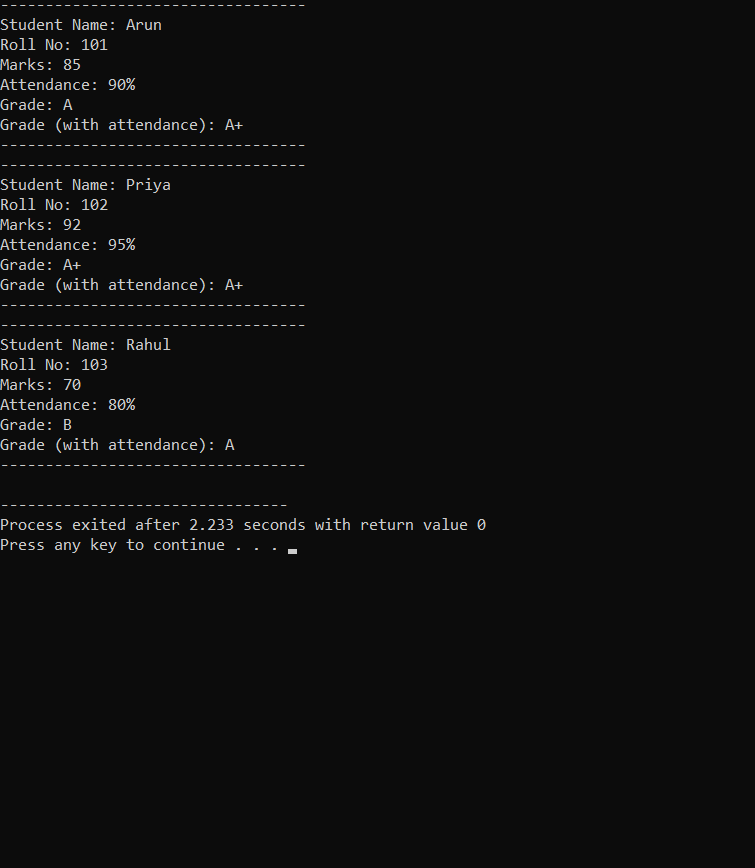 ----------------------------------
Student Name: Arun
Roll No: 101
Marks: 85
Attendance: 90%
Grade: A
Grade (with attendance): A+
----------------------------------
----------------------------------
Student Name: Priya
Roll No: 102
Marks: 92
Attendance: 95%
Grade: A+
Grade (with attendance): A+
----------------------------------
----------------------------------
Student Name: Rahul
Roll No: 103
Marks: 70
Attendance: 80%
Grade: B
Grade (with attendance): A
----------------------------------
--------------------------------
Process exited after 2.233 seconds with return value 0
Press any key to continue . . .